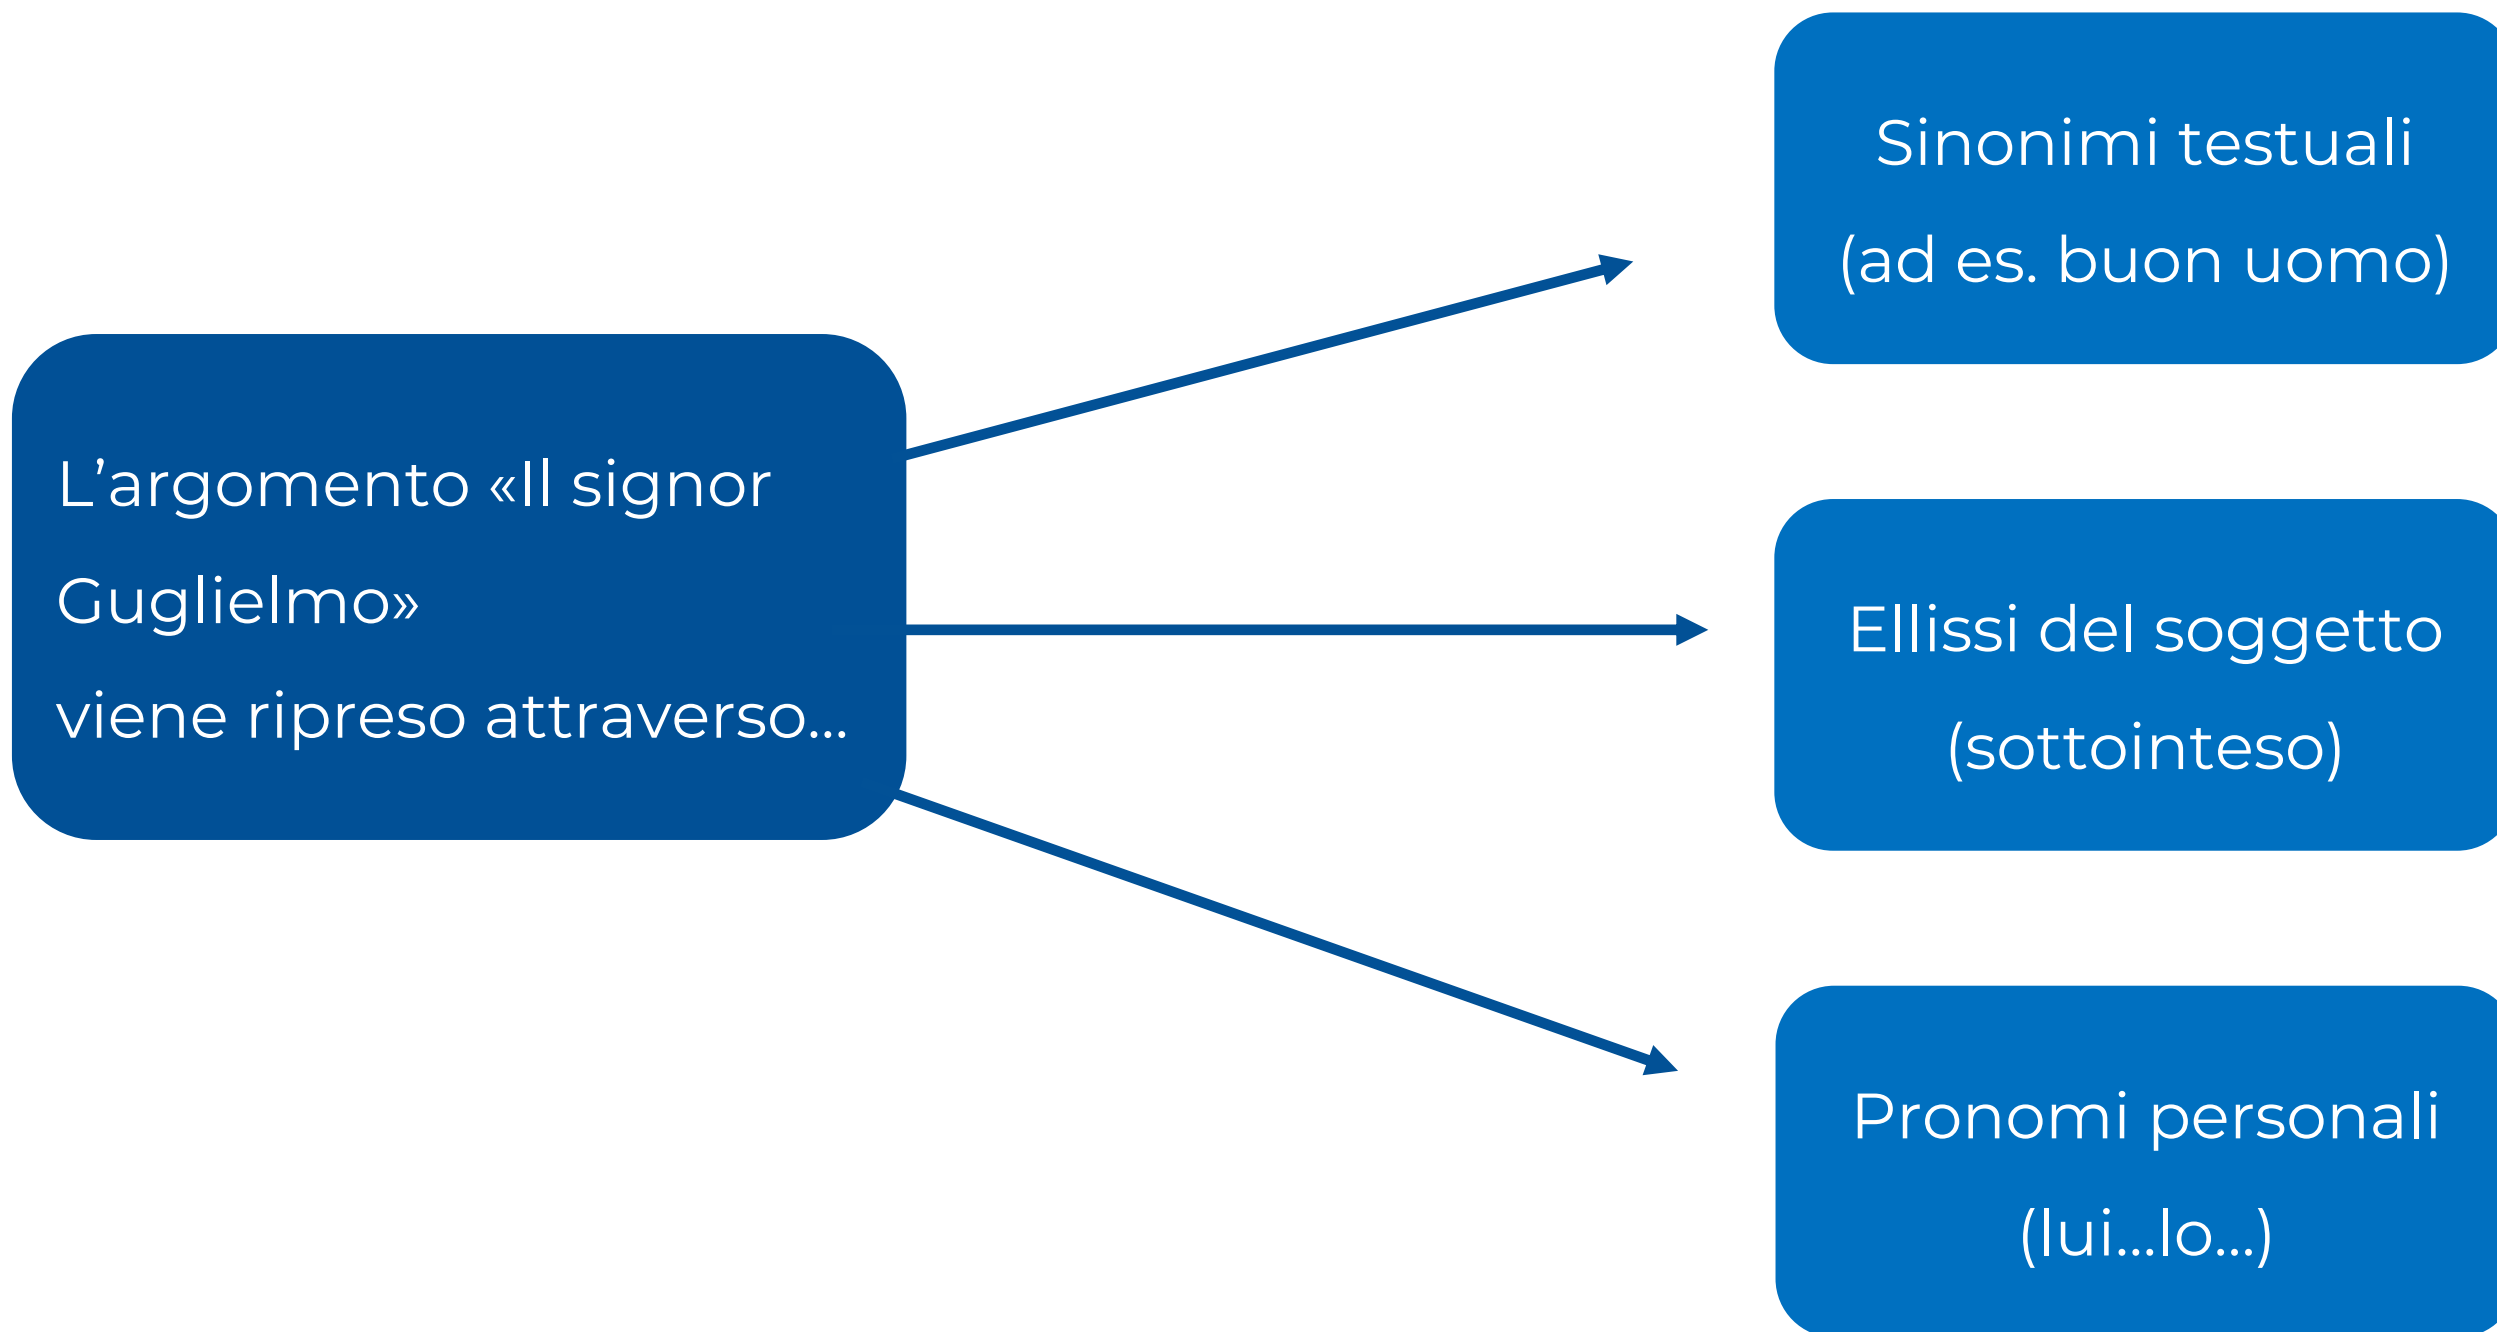 L’argomento «Il signor
Guglielmo»
viene ripreso attraverso…
Sinonimi testuali
(ad es. buon uomo)
Ellissi del soggetto
(sottointeso)
Pronomi personali
(lui…lo…)